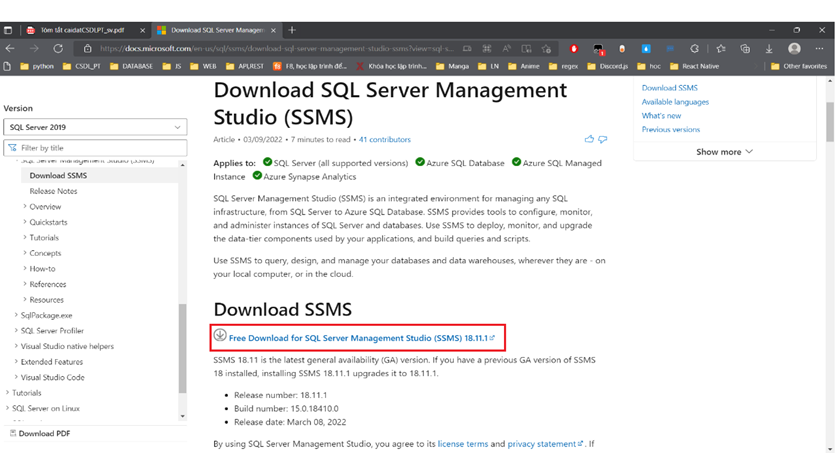 Tóm tắt caidatCSDLPT_sv.pdf
Download SQL Server Managem
https://docs.microsoft.com/en-us/sql/ssms/download-sql-server-management-studio-ssms?view=sql-s...
python
CSDL_PT
DATABASE
JS
WEB
API,REST
F8, học lập trình để...
Khóa học lập trình...
Manga
LN
Anime
regex
Discord.js
hoc
React Native
Other favorites
Version
SQL Server 2019
Filter by title
SQL Server Management Studio (SSMS)
Download SSMS
Release Notes
Overview
Quickstarts
Tutorials
Concepts
How-to
References
Resources
SqlPackage.exe
SQL Server Profiler
Visual Studio native helpers
Extended Features
Visual Studio Code
Tutorials
SQL Server on Linux
Download PDF
Download SQL Server Management
Studio (SSMS)
Article • 03/09/2022 • 7 minutes to read • 41 contributors
Applies to: SQL Server (all supported versions) Azure SQL Database Azure SQL Managed
Instance Azure Synapse Analytics
SQL Server Management Studio (SSMS) is an integrated environment for managing any SQL
infrastructure, from SQL Server to Azure SQL Database. SSMS provides tools to configure, monitor,
and administer instances of SQL Server and databases. Use SSMS to deploy, monitor, and upgrade
the data-tier components used by your applications, and build queries and scripts.
Use SSMS to query, design, and manage your databases and data warehouses, wherever they are - on
your local computer, or in the cloud.
Download SSMS
Free Download for SQL Server Management Studio (SSMS) 18.11.1
SSMS 18.11 is the latest general availability (GA) version. If you have a previous GA version of SSMS
18 installed, installing SSMS 18.11.1 upgrades it to 18.11.1.
• Release number: 18.11.1
• Build number: 15.0.18410.0
• Release date: March 08, 2022
By using SQL Server Management Studio, you agree to its license terms and privacy statement. If
Download SSMS
Available languages
What's new
Previous versions
Show more